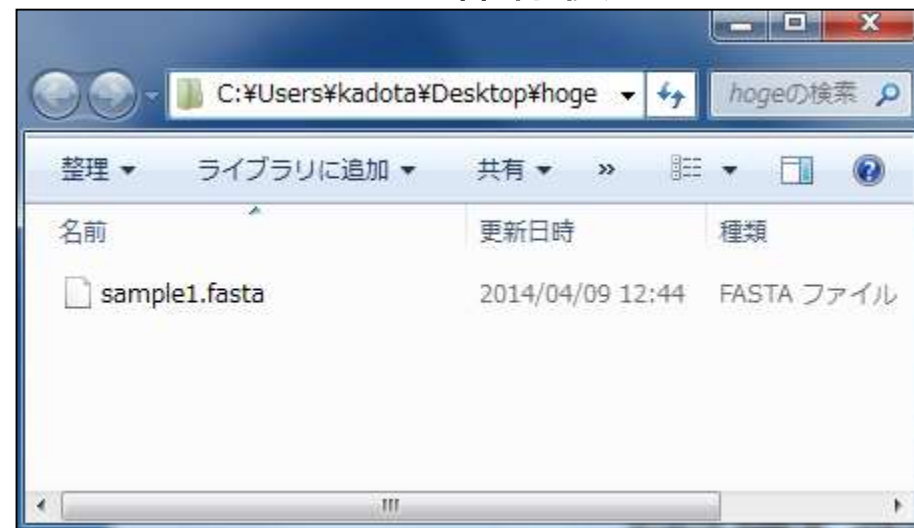 C:¥Users¥kadota¥Desktop¥hoge
hogeの検索
整理 ライブラリに追加 共有 »
名前 更新日時 種類
sample1.fasta 2014/04/09 12:44 FASTA ファイル